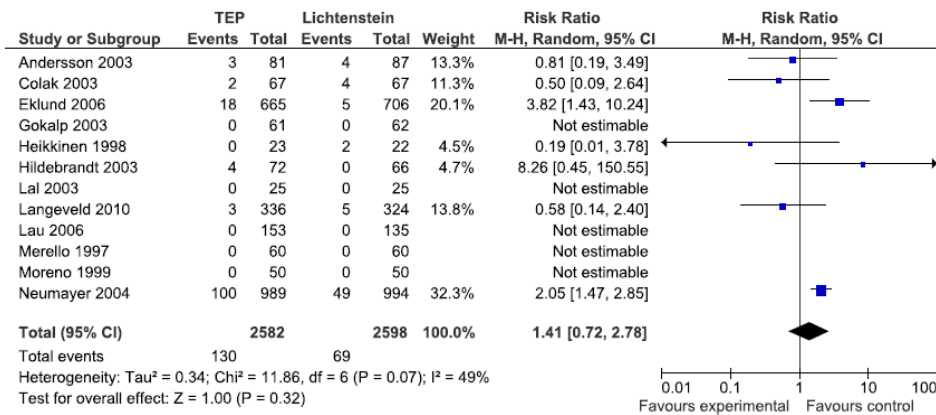 TEP Lichtenstein Risk Ratio Risk Ratio
Study or Subgroup Events Total Events Total Weight M-H, Random, 95% CI M-H, Random, 95% CI
Andersson 2003 3 81 4 87 13.3% 0.81 [0.19, 3.49]
Colak 2003 2 67 4 67 11.3% 0.50 [0.09, 2.64]
Eklund 2006 18 665 5 706 20.1% 3.82 [1.43, 10.24]
Gokalp 2003 0 61 0 62 Not estimable
Heikkinen 1998 0 23 2 22 4.5% 0.19 [0.01, 3.78]
Hildebrandt 2003 4 72 0 66 4.7% 8.26 [0.45, 150.55]
Lal 2003 0 25 0 25 Not estimable
Langeveld 2010 3 336 5 324 13.8% 0.58 [0.14, 2.40]
Lau 2006 0 153 0 135 Not estimable
Merello 1997 0 60 0 60 Not estimable
Moreno 1999 0 50 0 50 Not estimable
Neumayer 2004 100 989 49 994 32.3% 2.05 [1.47, 2.85]
Total (95% CI) 2582 2598 100.0% 1.41 [0.72, 2.78]
Total events 130 69
Heterogeneity: Tau² = 0.34; Chi² = 11.86, df = 6 (P = 0.07); I² = 49%
Test for overall effect: Z = 1.00 (P = 0.32)
0.01 0.1 1 10 100
Favours experimental Favours control